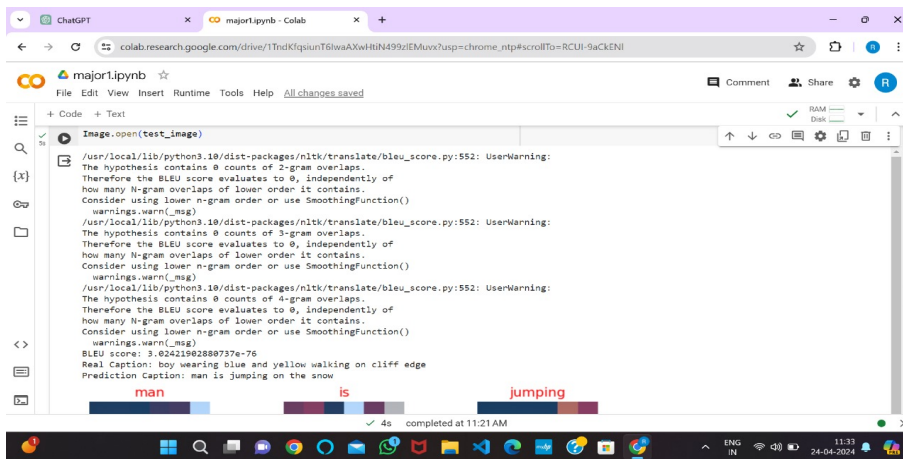 ChatGPT
major1.ipynb - Colab
colab.research.google.com/drive/1TndKfqsiunT6lwaAXwHtiN499zlEMuvx?usp=chrome_ntp#scrollTo=RCUI-9aCkENl
major1.ipynb
File Edit View Insert Runtime Tools Help All changes saved
Comment Share R
+ Code + Text
RAM
Disk
5s
Image.open(test_image)
/usr/local/lib/python3.10/dist-packages/nltk/translate/bleu_score.py:552: UserWarning:
The hypothesis contains 0 counts of 2-gram overlaps.
Therefore the BLEU score evaluates to 0, independently of
how many N-gram overlaps of lower order it contains.
Consider using lower n-gram order or use SmoothingFunction()
warnings.warn(_msg)
/usr/local/lib/python3.10/dist-packages/nltk/translate/bleu_score.py:552: UserWarning:
The hypothesis contains 0 counts of 3-gram overlaps.
Therefore the BLEU score evaluates to 0, independently of
how many N-gram overlaps of lower order it contains.
Consider using lower n-gram order or use SmoothingFunction()
warnings.warn(_msg)
/usr/local/lib/python3.10/dist-packages/nltk/translate/bleu_score.py:552: UserWarning:
The hypothesis contains 0 counts of 4-gram overlaps.
Therefore the BLEU score evaluates to 0, independently of
how many N-gram overlaps of lower order it contains.
Consider using lower n-gram order or use SmoothingFunction()
warnings.warn(_msg)
BLEU score: 3.02421902880737e-76
Real Caption: boy wearing blue and yellow walking on cliff edge
Prediction Caption: man is jumping on the snow
man is jumping
4s completed at 11:21 AM
ENG
IN
11:33
24-04-2024